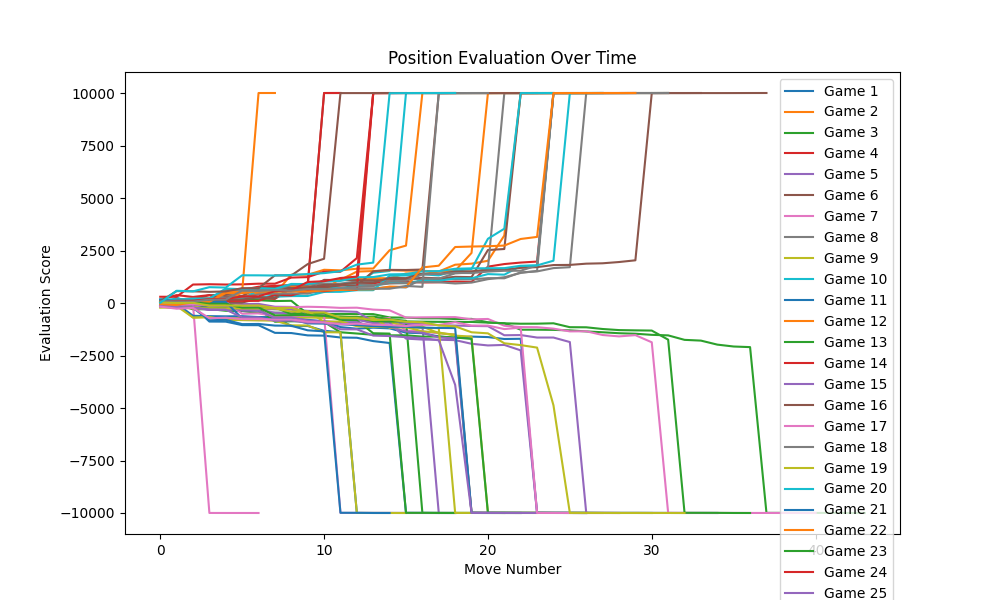 Position Evaluation Over Time
Evaluation Score
10000
7500
5000
2500
0
−2500
−5000
−7500
−10000
0
10
20
30
40
Move Number
Game 1
Game 2
Game 3
Game 4
Game 5
Game 6
Game 7
Game 8
Game 9
Game 10
Game 11
Game 12
Game 13
Game 14
Game 15
Game 16
Game 17
Game 18
Game 19
Game 20
Game 21
Game 22
Game 23
Game 24
Game 25